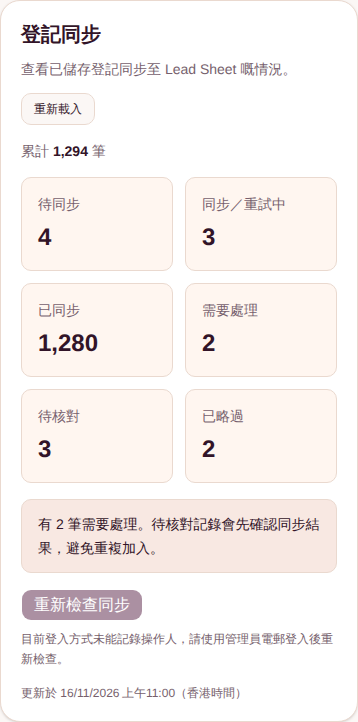 登記同步
查看已儲存登記同步至 Lead Sheet 嘅情況。
重新載入
累計 1,294 筆
待同步
4
同步／重試中
3
已同步
1,280
需要處理
2
待核對
3
已略過
2
有 2 筆需要處理。待核對記錄會先確認同步結
果，避免重複加入。
重新檢查同步
目前登入方式未能記錄操作人，請使用管理員電郵登入後重
新檢查。
更新於 16/11/2026 上午11:00（香港時間）